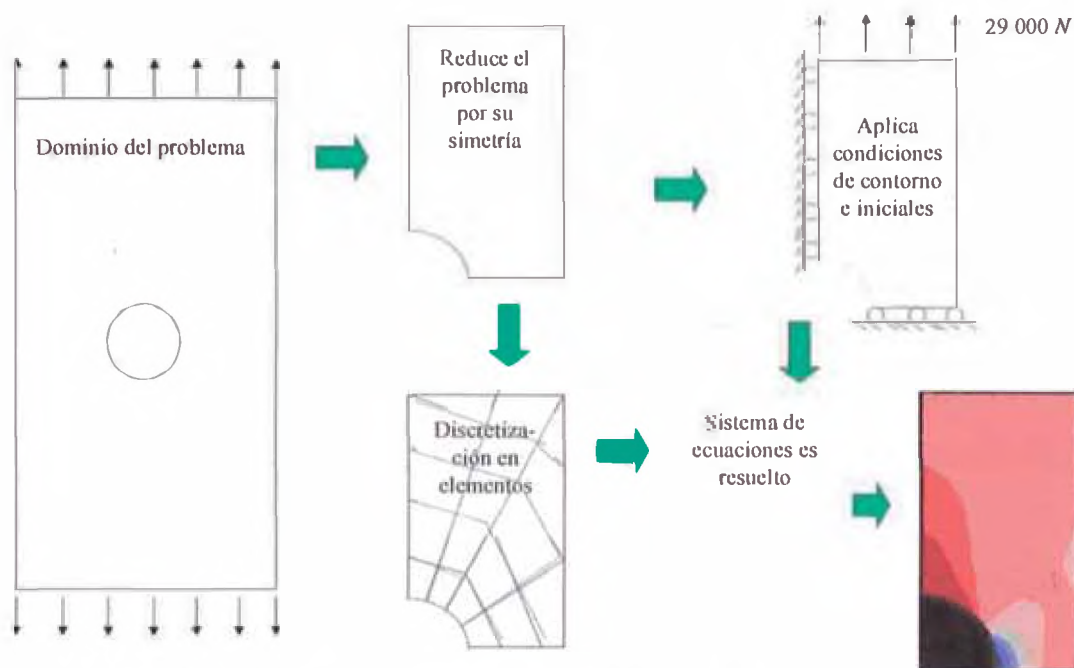 Dominio del problema
Reduce el
problema
por su
simetría
29 000 N
Aplica
condiciones
de contorno
e iniciales
Discretiza-
ción en
elementos
Sistema de
ecuaciones es
resuelto